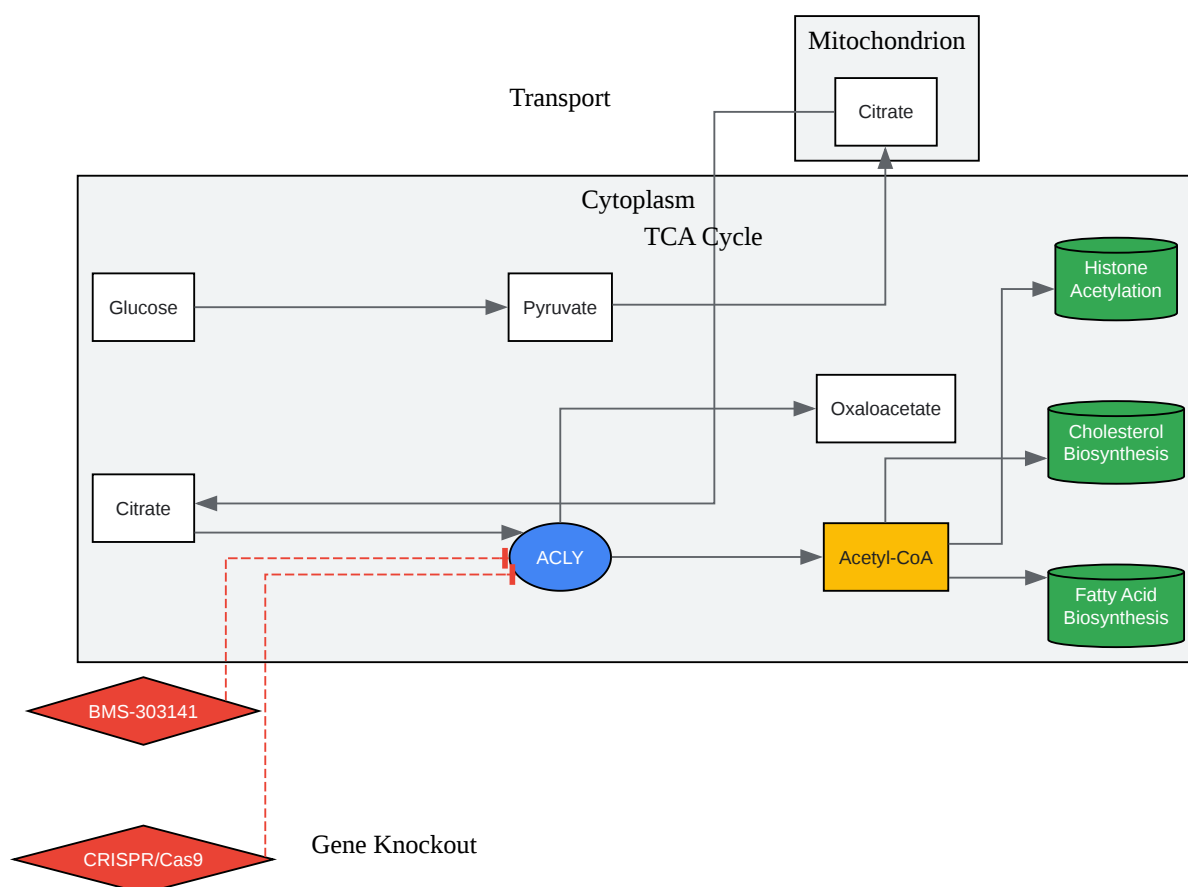 Mitochondrion
Transport
Citrate
Cytoplasm
TCA Cycle
Glucose
Pyruvate
Histone
Acetylation
Oxaloacetate
Cholesterol
Biosynthesis
Citrate
ACLY
Acetyl-CoA
Fatty Acid
Biosynthesis
BMS-303141
Gene Knockout
CRISPR/Cas9